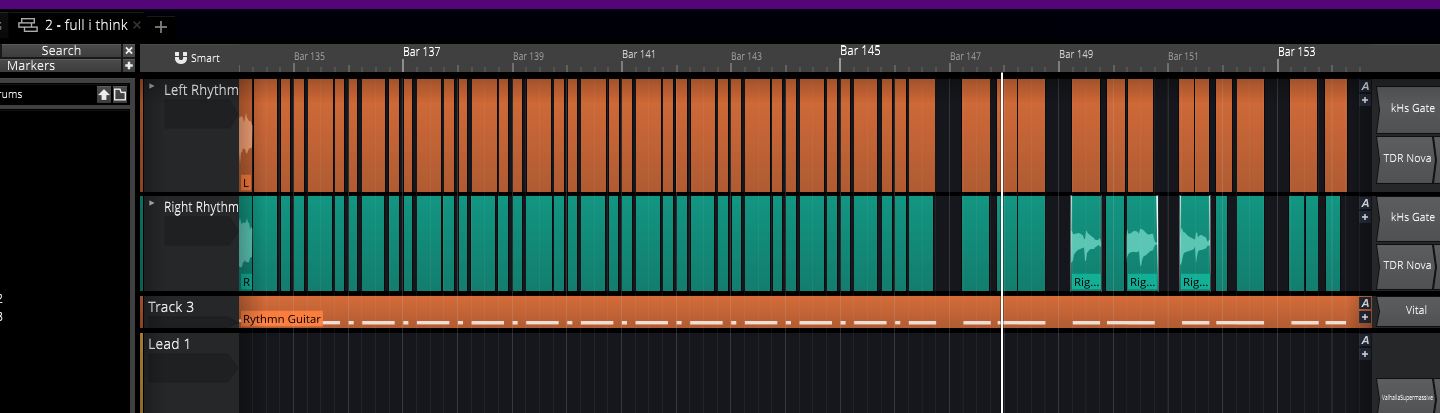 2 - full i think × +
Search ×
Markers +
Smart
Bar 135 Bar 137 Bar 139 Bar 141 Bar 143 Bar 145 Bar 147 Bar 149 Bar 151 Bar 153
rums
Left Rhythm
L
A
+
kHs Gate
TDR Nova
Right Rhythm
R
Rig... Rig... Rig...
A
+
kHs Gate
TDR Nova
2
3
Track 3
Rythmn Guitar
A
+
Vital
Lead 1
A
+
ValhallaSupermassive